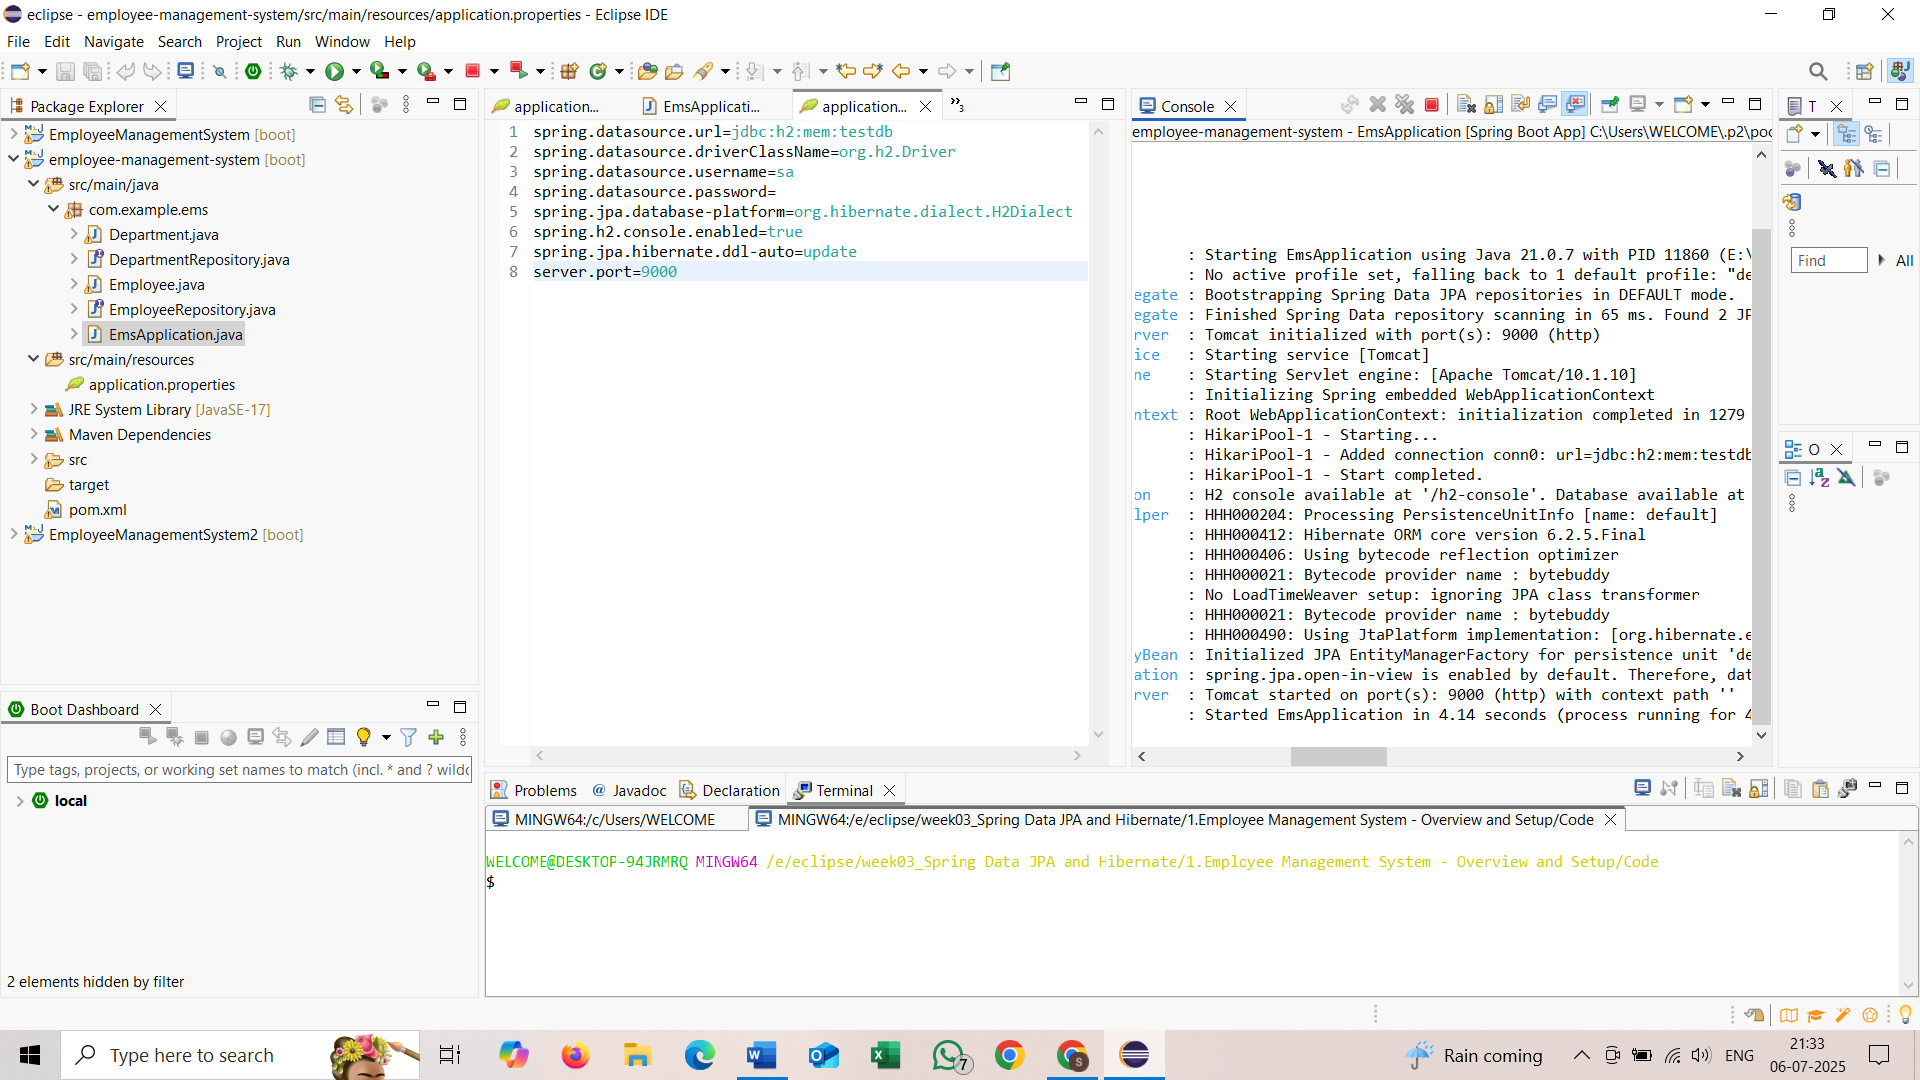 eclipse - employee-management-system/src/main/resources/application.properties - Eclipse IDE
File Edit Navigate Search Project Run Window Help
Package Explorer
EmployeeManagementSystem [boot]
employee-management-system [boot]
src/main/java
com.example.ems
Department.java
DepartmentRepository.java
Employee.java
EmployeeRepository.java
EmsApplication.java
src/main/resources
application.properties
JRE System Library [JavaSE-17]
Maven Dependencies
src
target
pom.xml
EmployeeManagementSystem2 [boot]
Boot Dashboard
Type tags, projects, or working set names to match (incl. * and ? wildc
local
2 elements hidden by filter
application... EmsApplicati... application... »3
1 spring.datasource.url=jdbc:h2:mem:testdb
2 spring.datasource.driverClassName=org.h2.Driver
3 spring.datasource.username=sa
4 spring.datasource.password=
5 spring.jpa.database-platform=org.hibernate.dialect.H2Dialect
6 spring.h2.console.enabled=true
7 spring.jpa.hibernate.ddl-auto=update
8 server.port=9000
Console
employee-management-system - EmsApplication [Spring Boot App] C:\Users\WELCOME\.p2\poo
: Starting EmsApplication using Java 21.0.7 with PID 11860 (E:\
: No active profile set, falling back to 1 default profile: "de
egate : Bootstrapping Spring Data JPA repositories in DEFAULT mode.
egate : Finished Spring Data repository scanning in 65 ms. Found 2 JP
rver : Tomcat initialized with port(s): 9000 (http)
ice : Starting service [Tomcat]
ne : Starting Servlet engine: [Apache Tomcat/10.1.10]
: Initializing Spring embedded WebApplicationContext
ntext : Root WebApplicationContext: initialization completed in 1279
: HikariPool-1 - Starting...
: HikariPool-1 - Added connection conn0: url=jdbc:h2:mem:testdb
: HikariPool-1 - Start completed.
on : H2 console available at '/h2-console'. Database available at
lper : HHH000204: Processing PersistenceUnitInfo [name: default]
: HHH000412: Hibernate ORM core version 6.2.5.Final
: HHH000406: Using bytecode reflection optimizer
: HHH000021: Bytecode provider name : bytebuddy
: No LoadTimeWeaver setup: ignoring JPA class transformer
: HHH000021: Bytecode provider name : bytebuddy
: HHH000490: Using JtaPlatform implementation: [org.hibernate.e
yBean : Initialized JPA EntityManagerFactory for persistence unit 'de
ation : spring.jpa.open-in-view is enabled by default. Therefore, dat
rver : Tomcat started on port(s): 9000 (http) with context path ''
: Started EmsApplication in 4.14 seconds (process running for 4
T
Find
All
O
Problems Javadoc Declaration Terminal
MINGW64:/c/Users/WELCOME MINGW64:/e/eclipse/week03_Spring Data JPA and Hibernate/1.Employee Management System - Overview and Setup/Code
WELCOME@DESKTOP-94JRMRQ MINGW64 /e/eclipse/week03_Spring Data JPA and Hibernate/1.Employee Management System - Overview and Setup/Code
$
Type here to search
7
S
Rain coming
ENG
21:33
06-07-2025